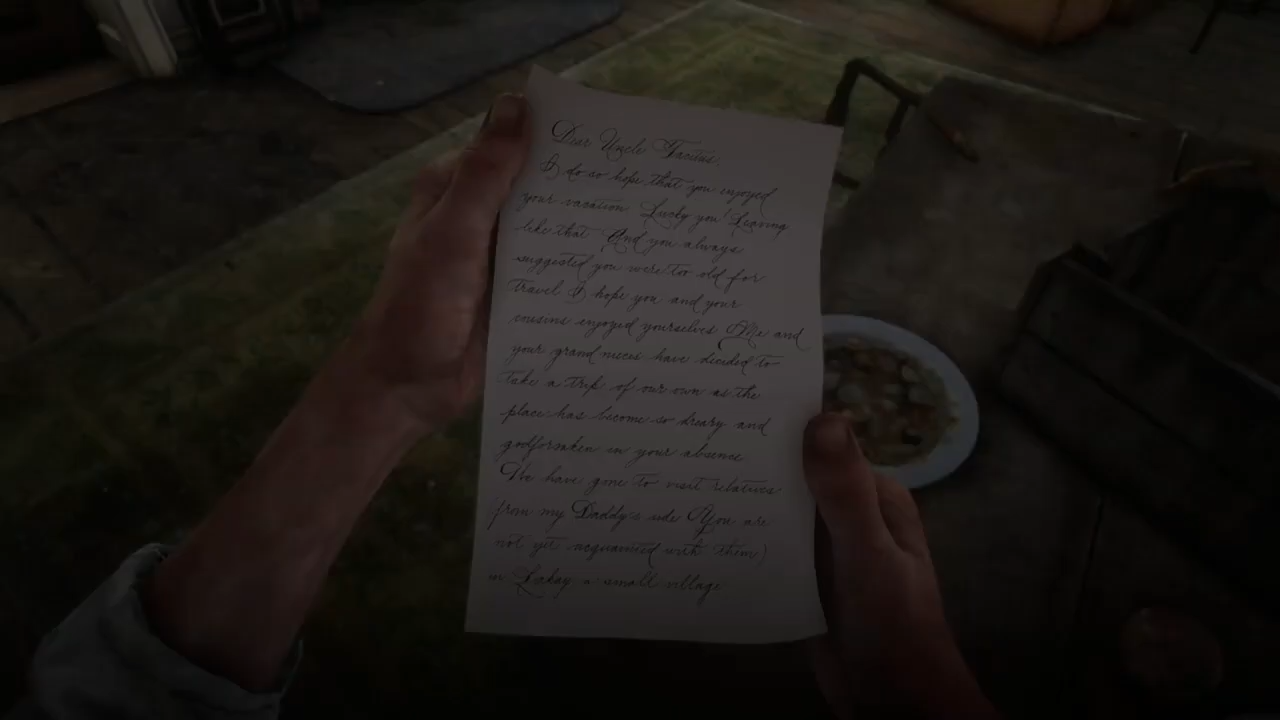 Dear Uncle Tacitus,
I do so hope that you enjoyed
your vacation. Lucky you! Leaving
like that. And you always
suggested you were too old for
travel. I hope you and your
cousins enjoyed yourselves. Me and
your grand nieces have decided to
take a trip of our own as the
place has become so dreary and
godforsaken in your absence.
We have gone to visit relatives
from my Daddy's side (You are
not yet acquainted with them)
in Lakay a small village